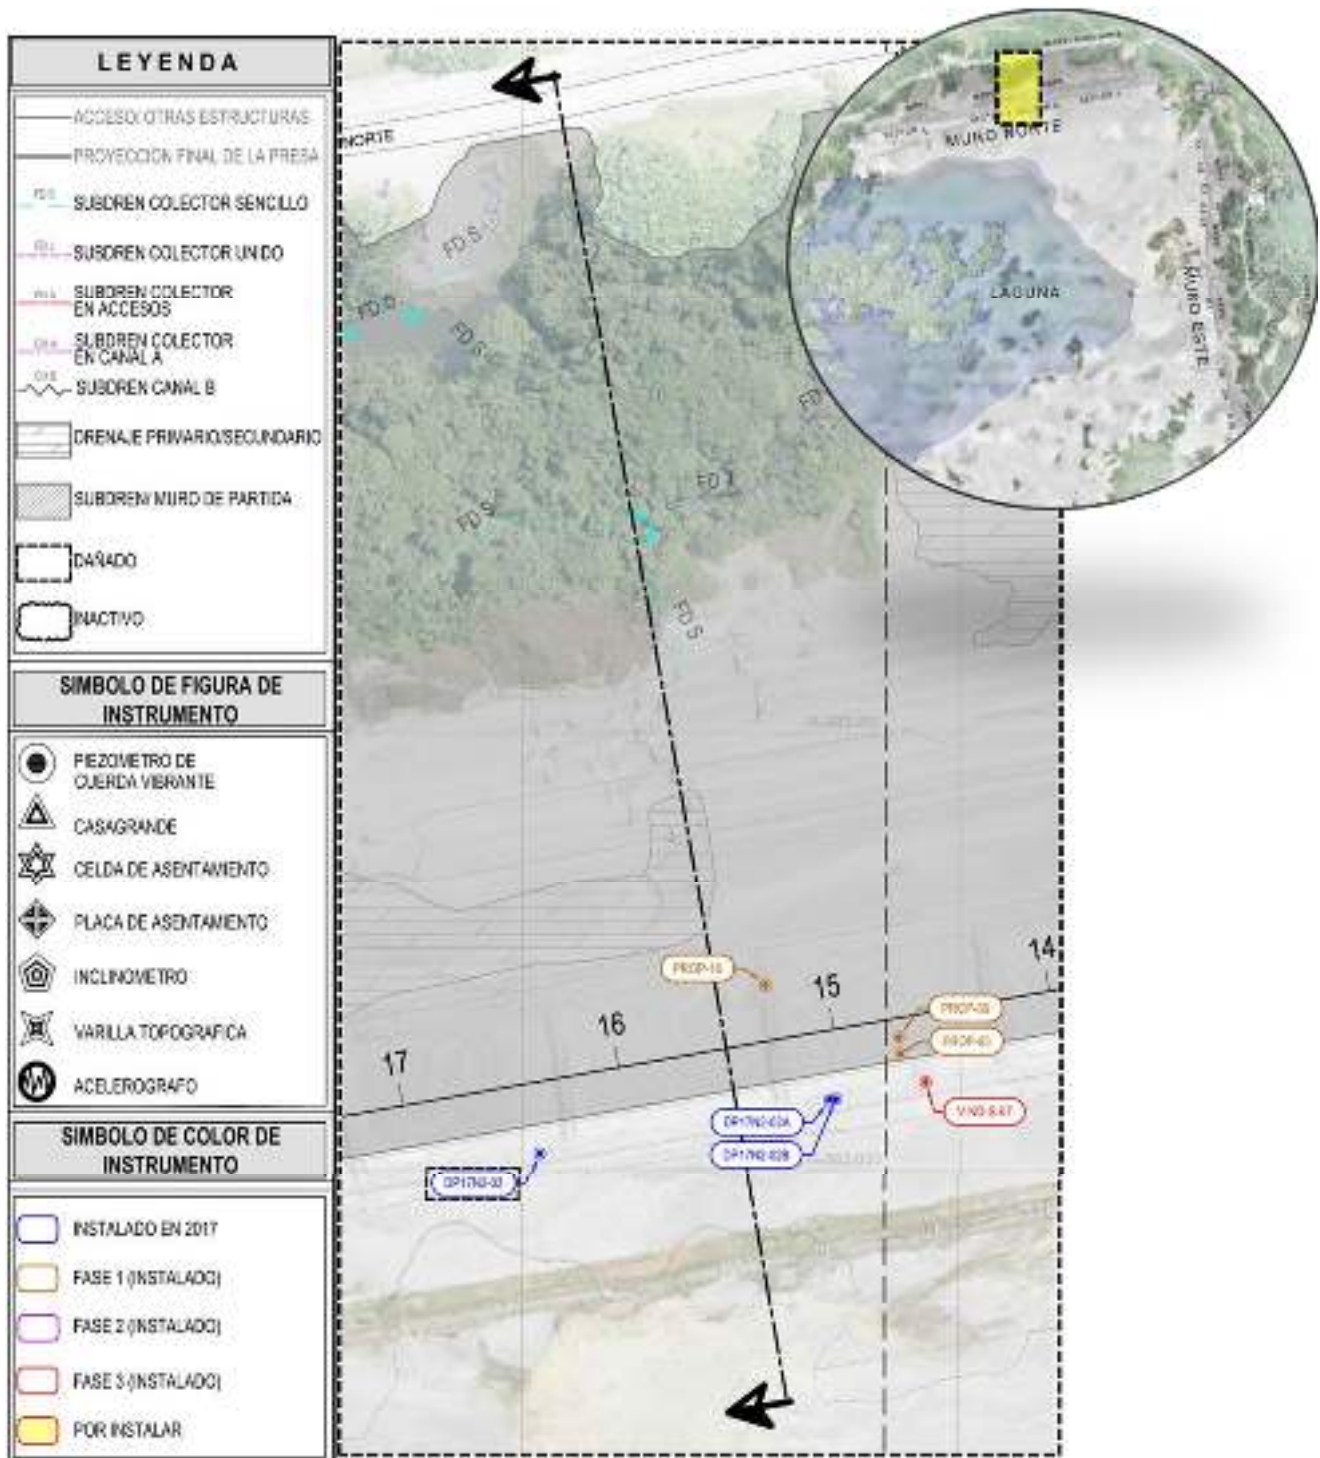 LEYENDA
ACCESO/ OTRAS ESTRUCTURAS
PROYECCION FINAL DE LA PRESA
FD S
SUBDREN COLECTOR SENCILLO
SUBDREN COLECTOR UNIDO
SUBDREN COLECTOR
EN ACCESOS
SUBDREN COLECTOR
EN CANAL A
SUBDREN CANAL B
DRENAJE PRIMARIO/SECUNDARIO
SUBDREN/ MURO DE PARTIDA
DAÑADO
INACTIVO
SIMBOLO DE FIGURA DE
INSTRUMENTO
PIEZOMETRO DE
CUERDA VIBRANTE
CASAGRANDE
CELDA DE ASENTAMIENTO
PLACA DE ASENTAMIENTO
INCLINOMETRO
VARILLA TOPOGRAFICA
ACELEROGRAFO
SIMBOLO DE COLOR DE
INSTRUMENTO
INSTALADO EN 2017
FASE 1 (INSTALADO)
FASE 2 (INSTALADO)
FASE 3 (INSTALADO)
POR INSTALAR
NORTE
MURO NORTE
LAGUNA
MURO ESTE
FD S
FD S
FD S
FD S
14
15
16
17
DP17N2-02A
DP17N2-02B